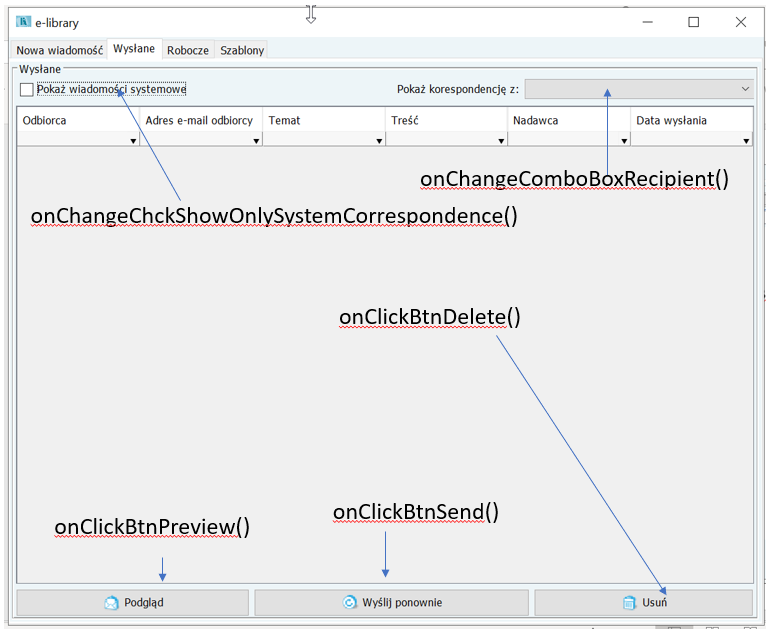 e-library
Nowa wiadomość Wysłane Robocze Szablony
Wysłane
Pokaż wiadomości systemowe Pokaż korespondencję z:
Odbiorca Adres e-mail odbiorcy Temat Treść Nadawca Data wysłania
onChangeComboBoxRecipient()
onChangeChckShowOnlySystemCorrespondence()
onClickBtnDelete()
onClickBtnSend()
onClickBtnPreview()
Podgląd Wyślij ponownie Usuń